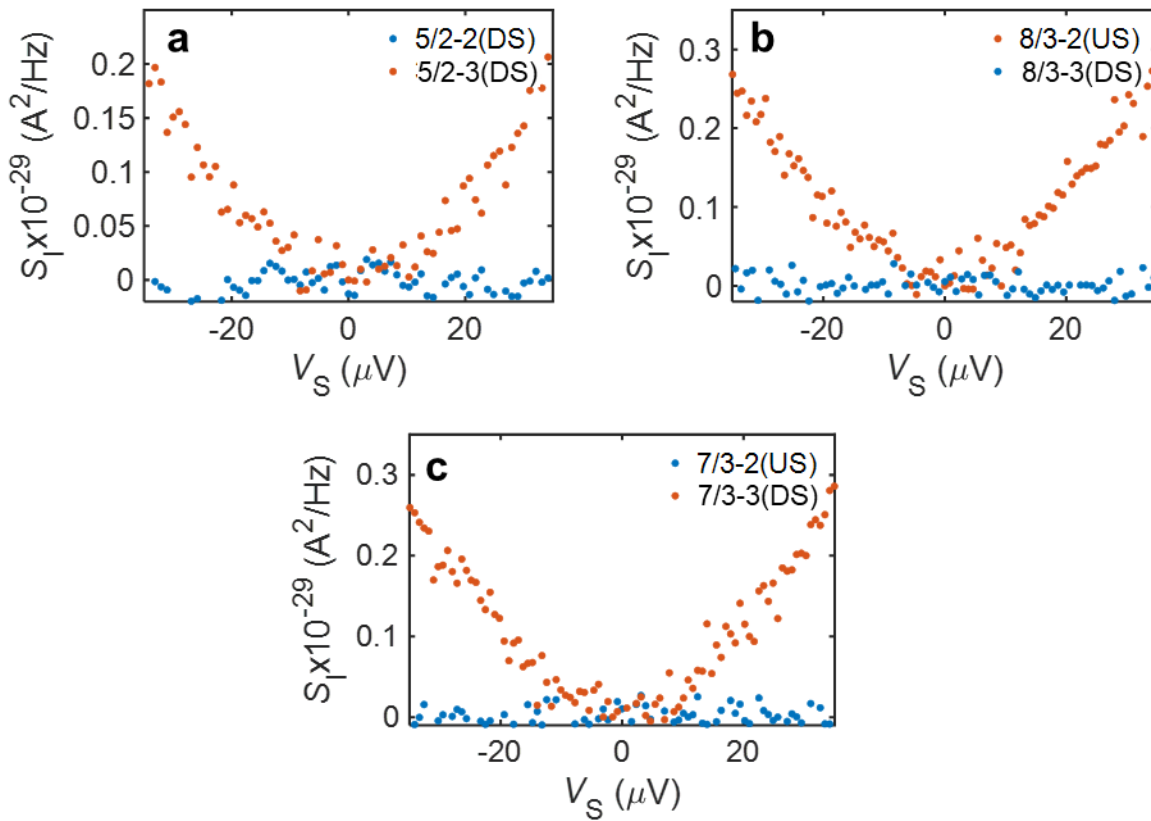 a
5/2-2(DS)
5/2-3(DS)
0.2
0.15
0.1
0.05
0
S_I x10^-29 (A^2/Hz)
-20
0
20
V_S (μV)
b
8/3-2(US)
8/3-3(DS)
0.3
0.2
0.1
0
S_I x10^-29 (A^2/Hz)
-20
0
20
V_S (μV)
c
7/3-2(US)
7/3-3(DS)
0.3
0.2
0.1
0
S_I x10^-29 (A^2/Hz)
-20
0
20
V_S (μV)